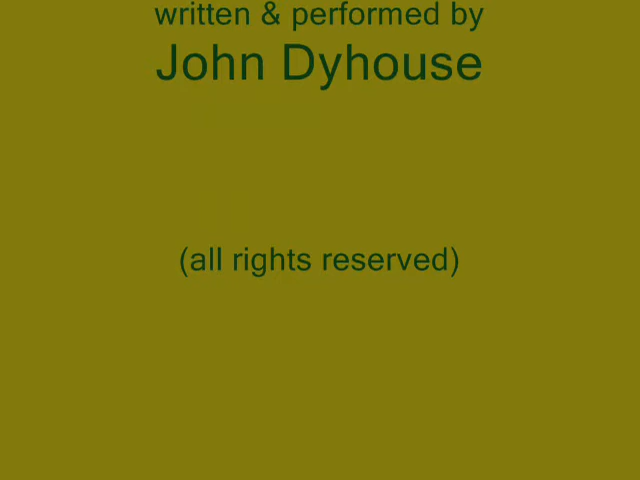 written & performed by
John Dyhouse
(all rights reserved)